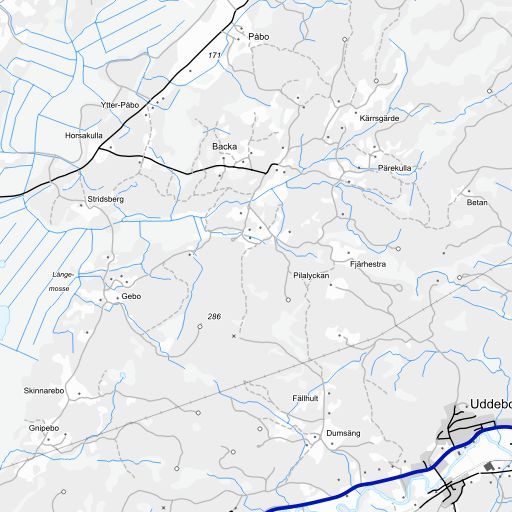 Påbo
171
Ytter-Påbo
Kärrsgärde
Horsakulla
Backa
Pärekulla
Stridsberg
Betan
Fjärhestra
Länge-
mosse
Pilalyckan
Gebo
286
Skinnarebo
Fällhult
Uddebo
Gnipebo
Dumsäng